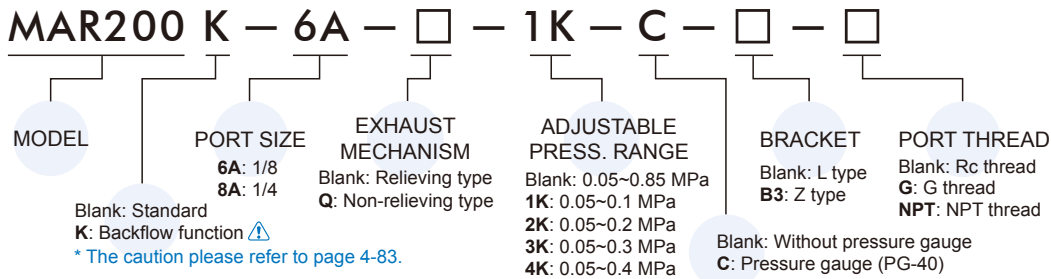 MAR200 K — 6A — □ — 1K — C — □ — □
MODEL
Blank: Standard
K: Backflow function ⚠
* The caution please refer to page 4-83.
PORT SIZE
6A: 1/8
8A: 1/4
EXHAUST
MECHANISM
Blank: Relieving type
Q: Non-relieving type
ADJUSTABLE
PRESS. RANGE
Blank: 0.05~0.85 MPa
1K: 0.05~0.1 MPa
2K: 0.05~0.2 MPa
3K: 0.05~0.3 MPa
4K: 0.05~0.4 MPa
Blank: Without pressure gauge
C: Pressure gauge (PG-40)
BRACKET
Blank: L type
B3: Z type
PORT THREAD
Blank: Rc thread
G: G thread
NPT: NPT thread